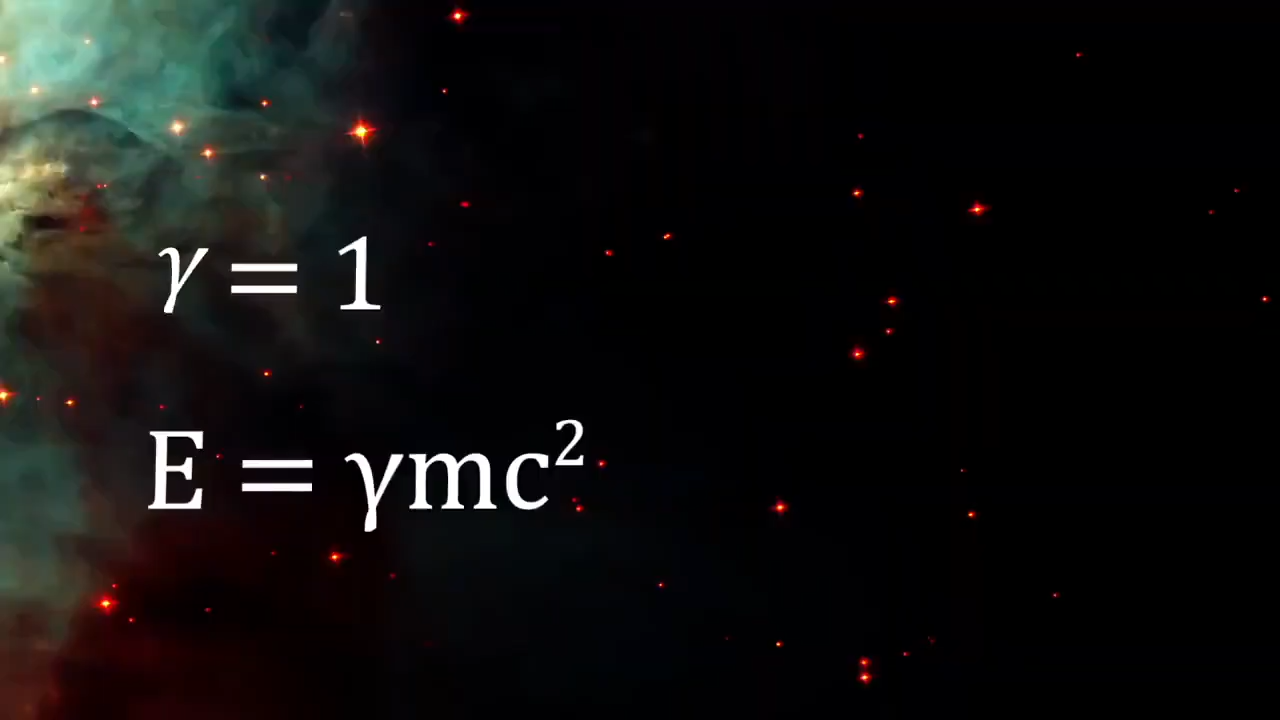 γ = 1
E = γmc²